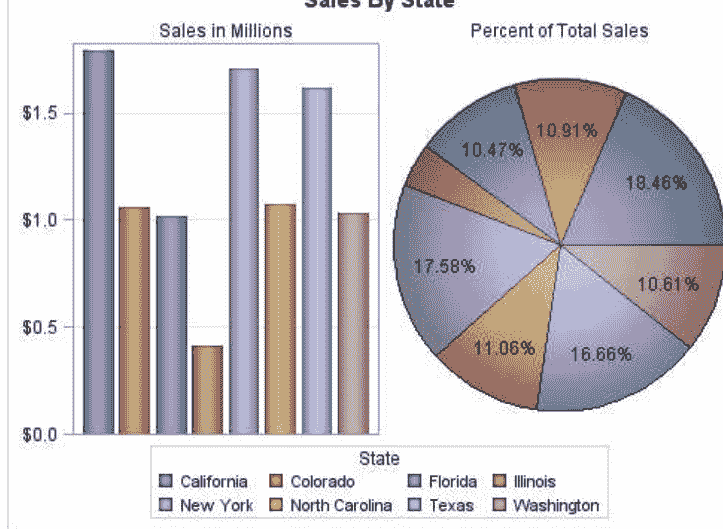 Sales By State
Sales in Millions
Percent of Total Sales
$1.5
$1.0
$0.5
$0.0
10.91%
10.47%
18.46%
17.58%
10.61%
11.06%
16.66%
State
California Colorado Florida Illinois
New York North Carolina Texas Washington